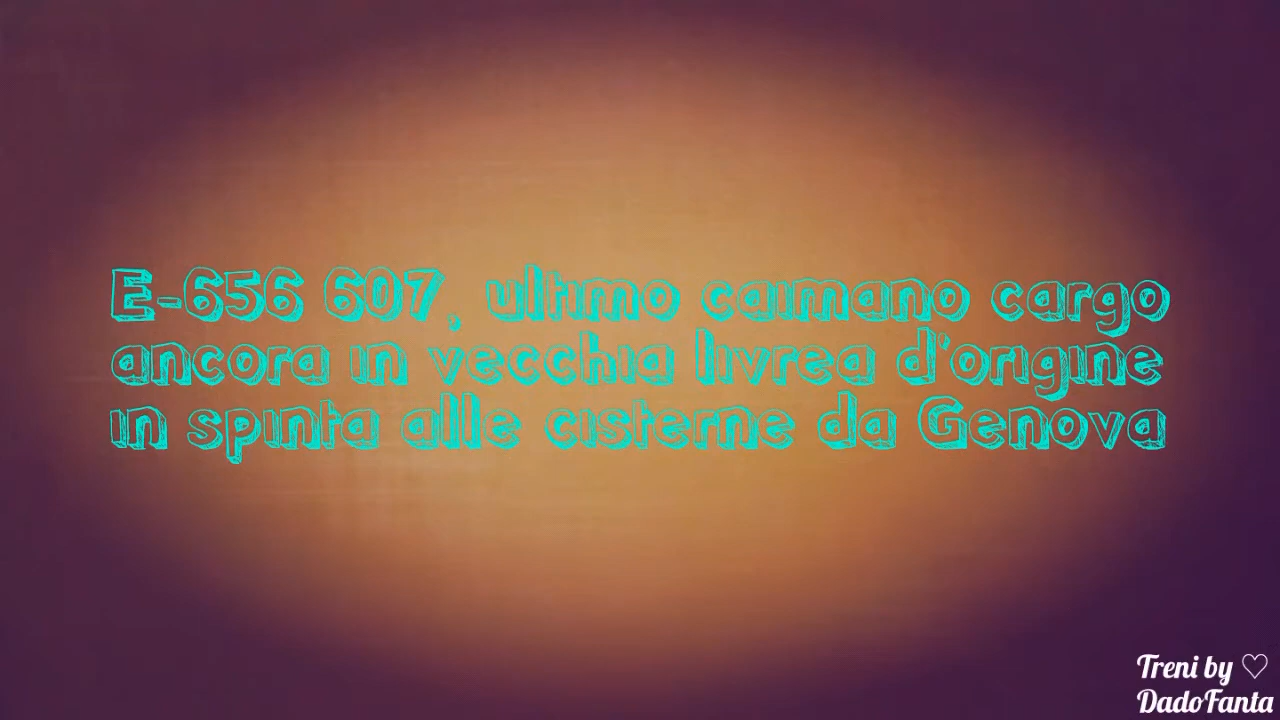 E-656 607, ultimo caimano cargo
ancora in vecchia livrea d'origine
in spinta alle cisterne da Genova
Treni by ♡
DadoFanta